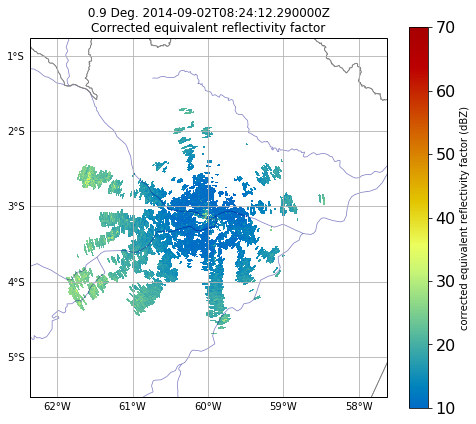 0.9 Deg. 2014-09-02T08:24:12.290000Z
Corrected equivalent reflectivity factor
1°S
2°S
3°S
4°S
5°S
62°W
61°W
60°W
59°W
58°W
70
60
50
40
30
20
10
corrected equivalent reflectivity factor (dBZ)